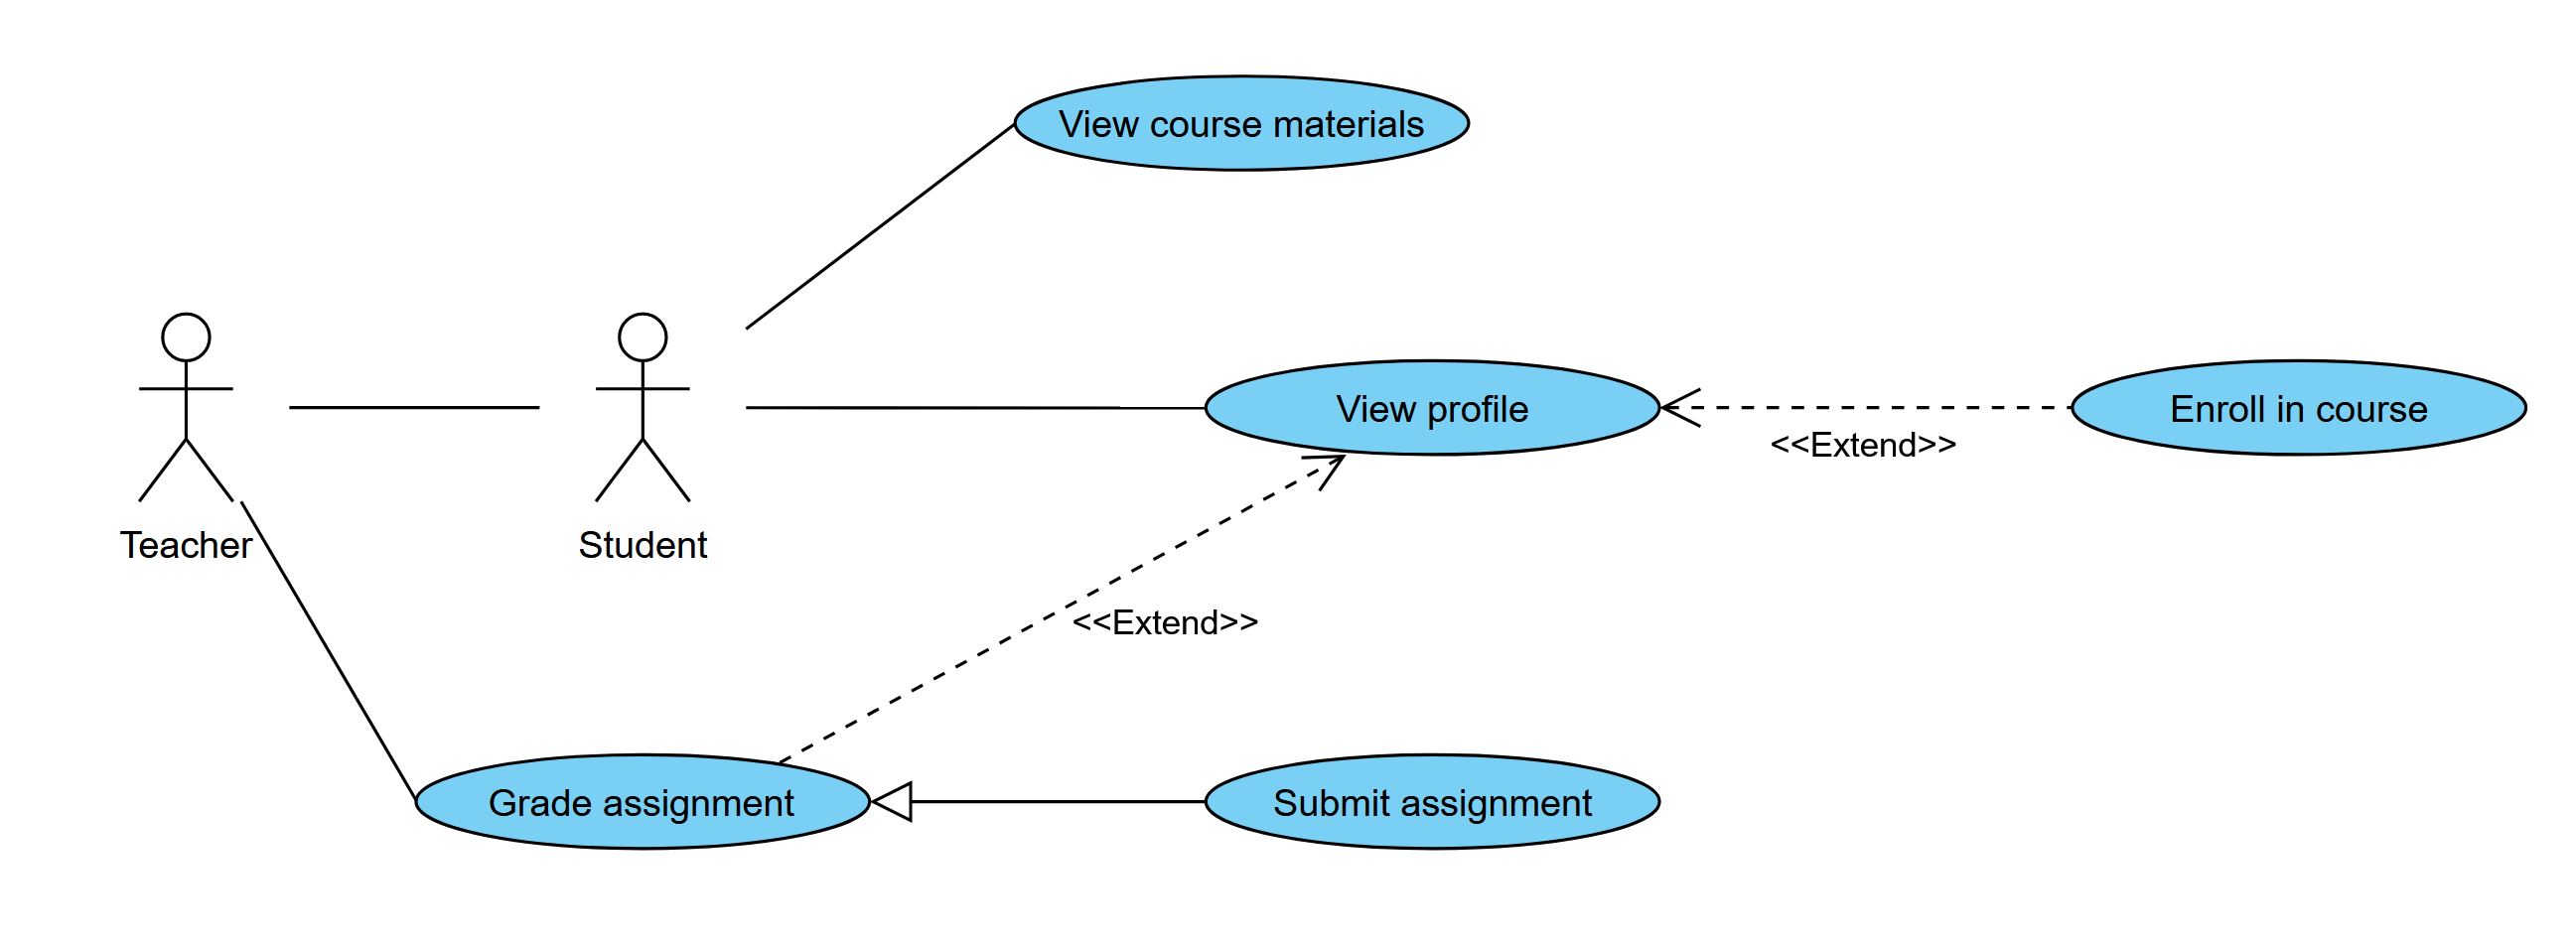 View course materials
View profile
Enroll in course
<<Extend>>
Teacher
Student
<<Extend>>
Grade assignment
Submit assignment